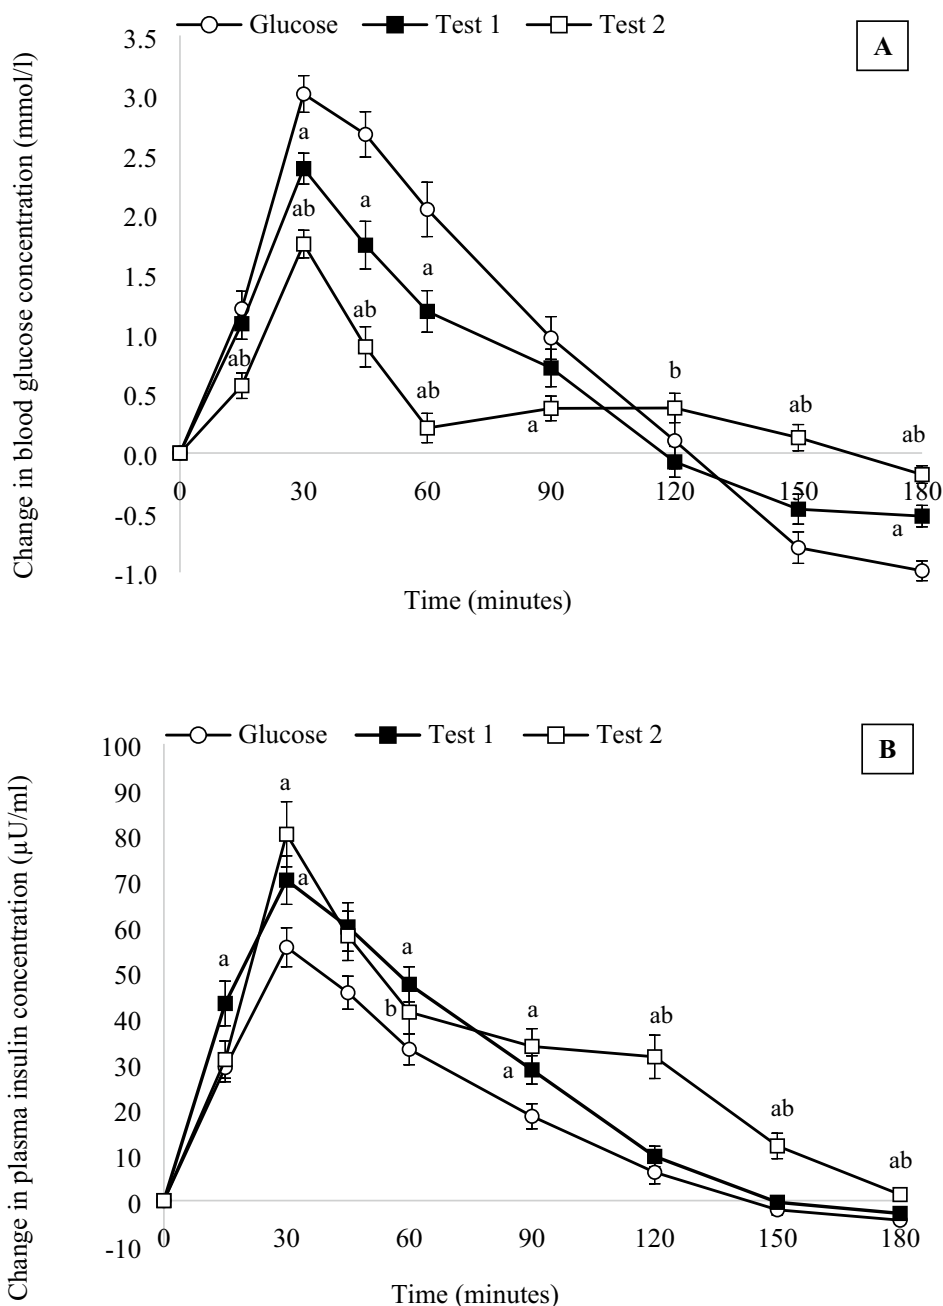 Glucose Test 1 Test 2
A
Change in blood glucose concentration (mmol/l)
3.5
3.0
2.5
2.0
1.5
1.0
0.5
0.0
-0.5
-1.0
a
ab
a
a
ab
ab
ab
a
b
ab
ab
a
0 30 60 90 120 150 180
Time (minutes)
Glucose Test 1 Test 2
B
Change in plasma insulin concentration (µU/ml)
100
90
80
70
60
50
40
30
20
10
0
-10
a
a
a
a
b
a
a
ab
ab
ab
0 30 60 90 120 150 180
Time (minutes)